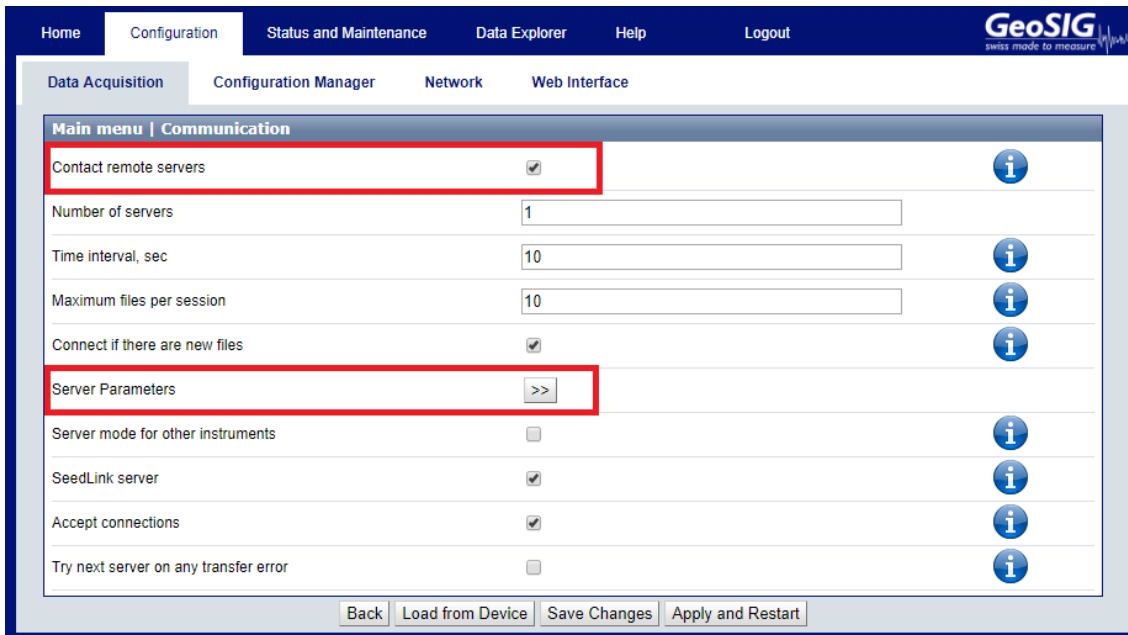 Home Configuration Status and Maintenance Data Explorer Help Logout GeoSIG
swiss made to measure
Data Acquisition Configuration Manager Network Web Interface
Main menu | Communication
Contact remote servers
Number of servers 1
Time interval, sec 10
Maximum files per session 10
Connect if there are new files
Server Parameters >>
Server mode for other instruments
SeedLink server
Accept connections
Try next server on any transfer error
Back Load from Device Save Changes Apply and Restart